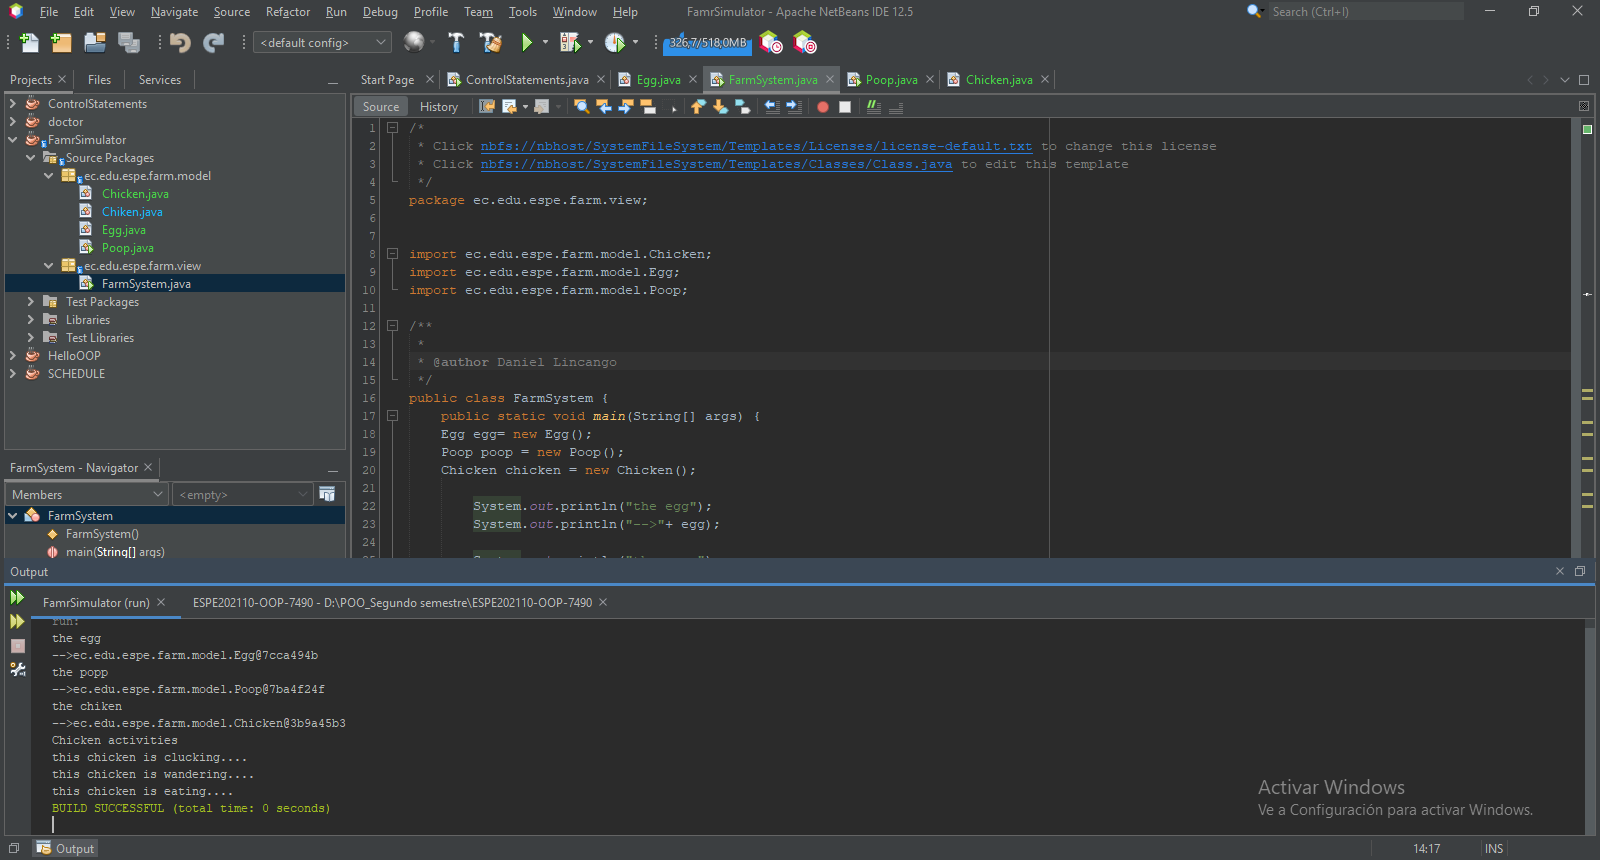 File Edit View Navigate Source Refactor Run Debug Profile Team Tools Window Help FamrSimulator - Apache NetBeans IDE 12.5 Search (Ctrl+I)
<default config> 326,7/518,0MB
Projects Files Services
Start Page ControlStatements.java Egg.java FarmSystem.java Poop.java Chicken.java
Source History
ControlStatements
doctor
FamrSimulator
Source Packages
ec.edu.espe.farm.model
Chicken.java
Chiken.java
Egg.java
Poop.java
ec.edu.espe.farm.view
FarmSystem.java
Test Packages
Libraries
Test Libraries
HelloOOP
SCHEDULE
FarmSystem - Navigator
Members <empty>
FarmSystem
FarmSystem()
main(String[] args)
1 /*
2 * Click nbfs://nbhost/SystemFileSystem/Templates/Licenses/license-default.txt to change this license
3 * Click nbfs://nbhost/SystemFileSystem/Templates/Classes/Class.java to edit this template
4 */
5 package ec.edu.espe.farm.view;
6
7
8 import ec.edu.espe.farm.model.Chicken;
9 import ec.edu.espe.farm.model.Egg;
10 import ec.edu.espe.farm.model.Poop;
11
12 /**
13 *
14 * @author Daniel Lincango
15 */
16 public class FarmSystem {
17 public static void main(String[] args) {
18 Egg egg= new Egg();
19 Poop poop = new Poop();
20 Chicken chicken = new Chicken();
21
22 System.out.println("the egg");
23 System.out.println("-->"+ egg);
24
Output
FamrSimulator (run) ESPE202110-OOP-7490 - D:\POO_Segundo semestre\ESPE202110-OOP-7490
run:
the egg
-->ec.edu.espe.farm.model.Egg@7cca494b
the popp
-->ec.edu.espe.farm.model.Poop@7ba4f24f
the chiken
-->ec.edu.espe.farm.model.Chicken@3b9a45b3
Chicken activities
this chicken is clucking....
this chicken is wandering....
this chicken is eating....
BUILD SUCCESSFUL (total time: 0 seconds)
Activar Windows
Ve a Configuración para activar Windows.
Output 14:17 INS